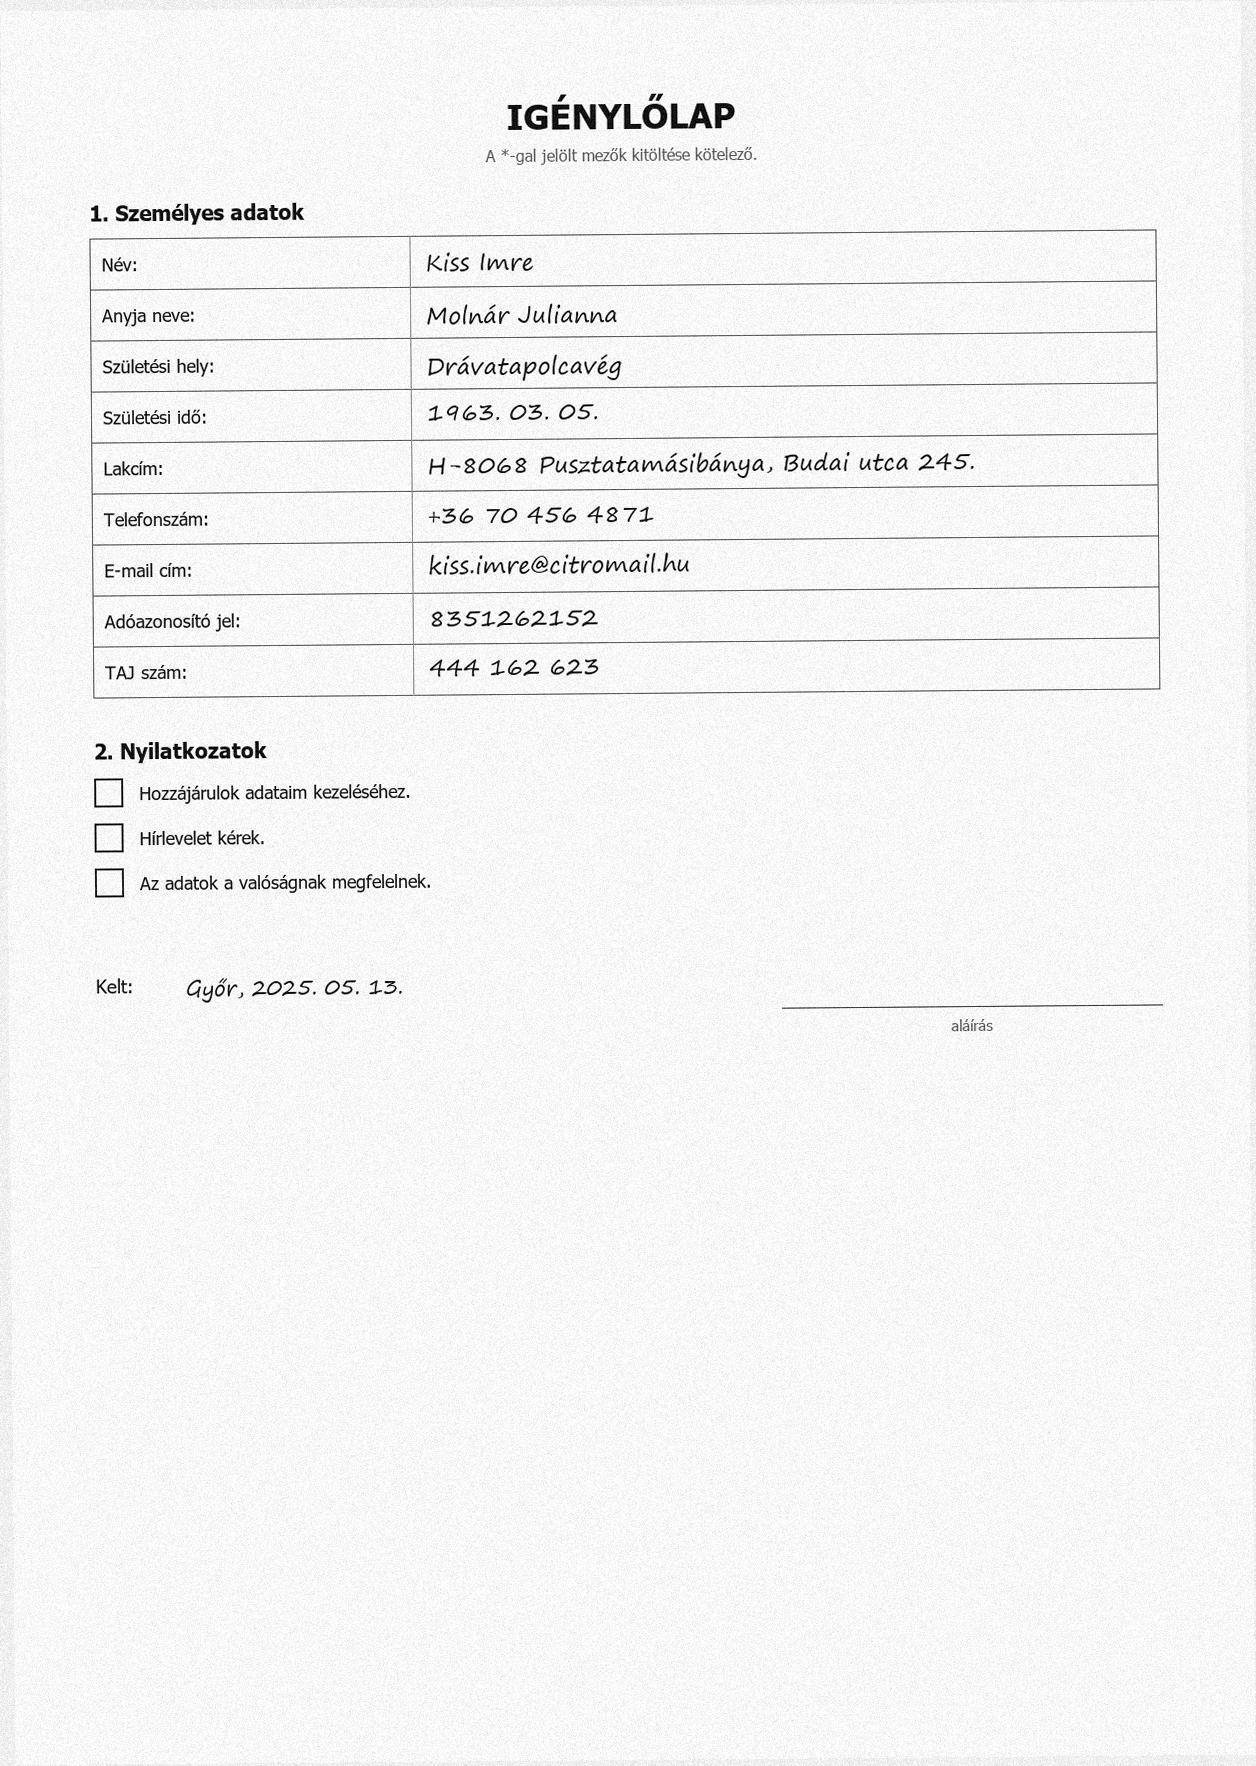 IGÉNYLŐLAP
A *-gal jelölt mezők kitöltése kötelező.
1. Személyes adatok
Név: Kiss Imre
Anyja neve: Molnár Julianna
Születési hely: Drávatapolcavég
Születési idő: 1963. 03. 05.
Lakcím: H-8068 Pusztatamásibánya, Budai utca 245.
Telefonszám: +36 70 456 4871
E-mail cím: kiss.imre@citromail.hu
Adóazonosító jel: 8351262152
TAJ szám: 444 162 623
2. Nyilatkozatok
Hozzájárulok adataim kezeléséhez.
Hírlevelet kérek.
Az adatok a valóságnak megfelelnek.
Kelt: Győr, 2025. 05. 13.
aláírás